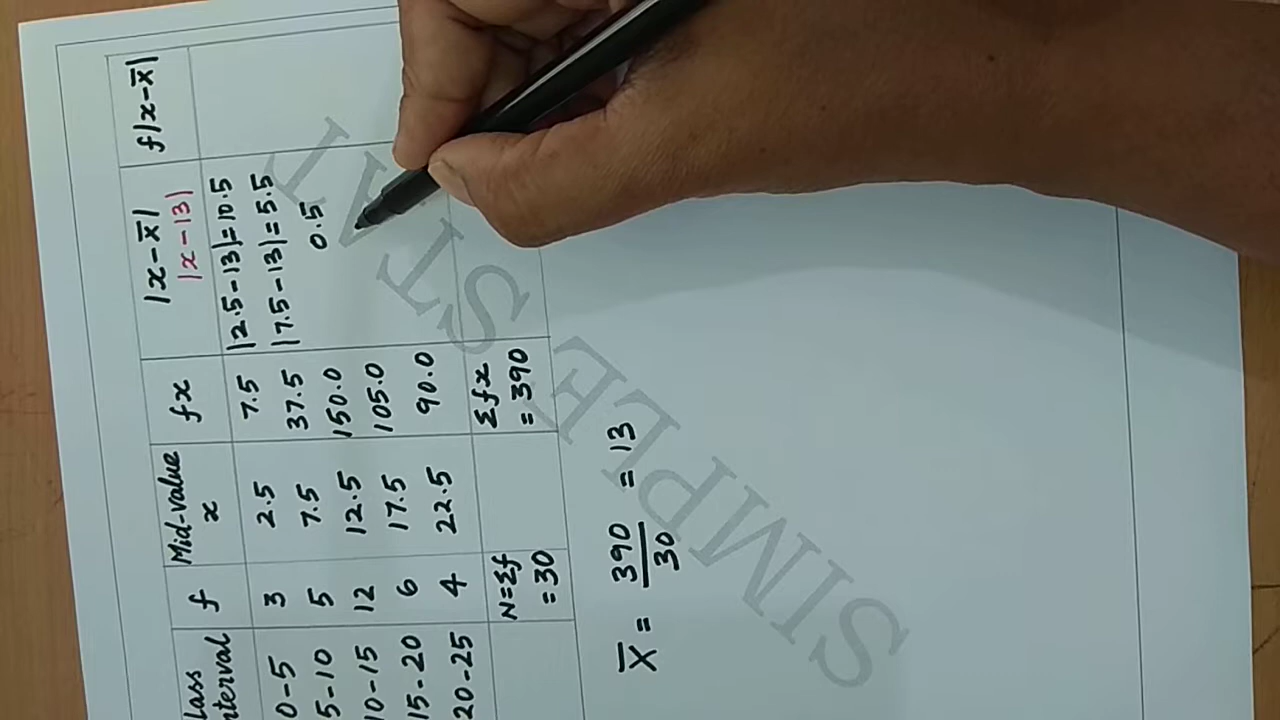 lass f Mid-value fx |x-x̄| f|x-x̄|
nterval x |x-13|
0-5 3 2.5 7.5 |2.5-13|=10.5
5-10 5 7.5 37.5 |7.5-13|=5.5
10-15 12 12.5 150.0 0.5
15-20 6 17.5 105.0
20-25 4 22.5 90.0
N=Σf Σfx
=30 =390
X̄ = 390/30 = 13
SIMPLE STAT